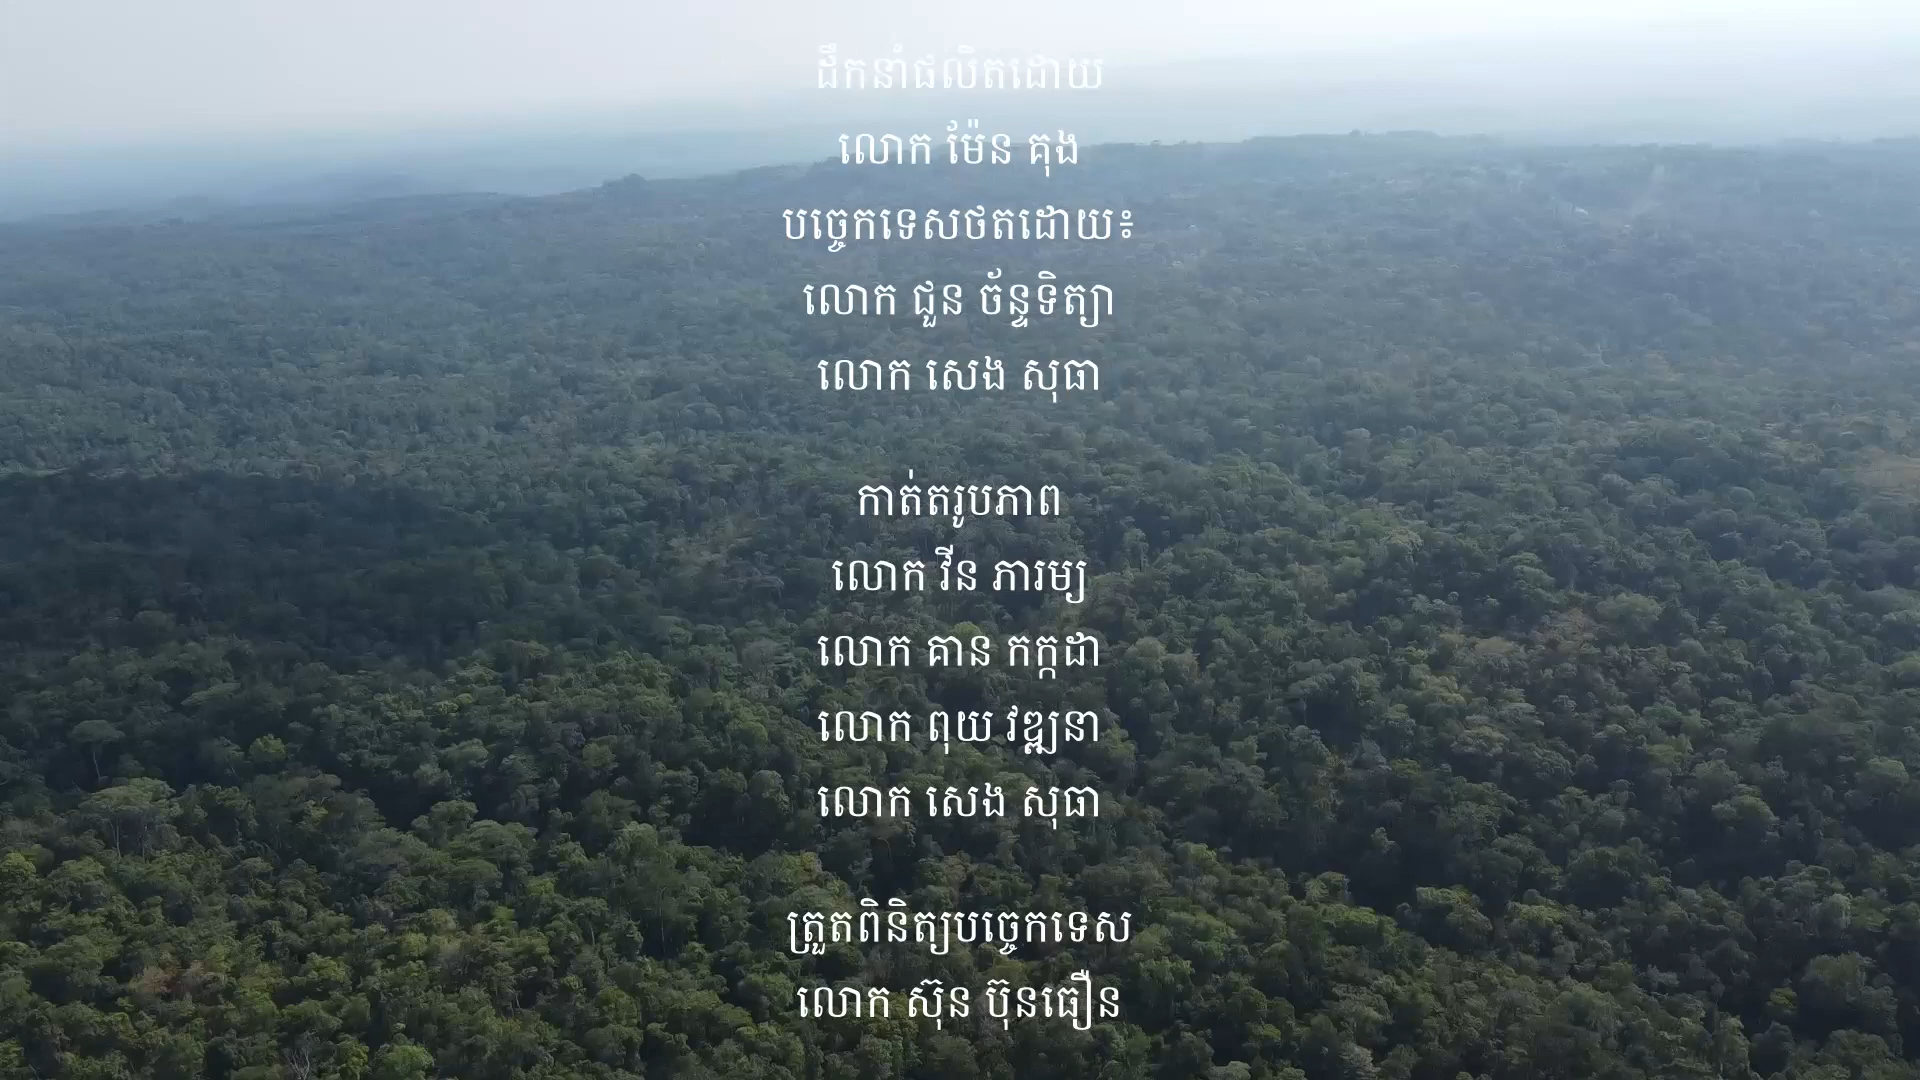 ដឹកនាំផលិតដោយ
លោក ម៉ែន គុង
បច្ចេកទេសថតដោយ៖
លោក ជួន ច័ន្ទទិត្យា
លោក សេង សុធា
កាត់តរូបភាព
លោក វីន ភារម្យ
លោក គាន កក្កដា
លោក ពុយ វឌ្ឍនា
លោក សេង សុធា
ត្រួតពិនិត្យបច្ចេកទេស
លោក ស៊ុន ប៊ុនធឿន